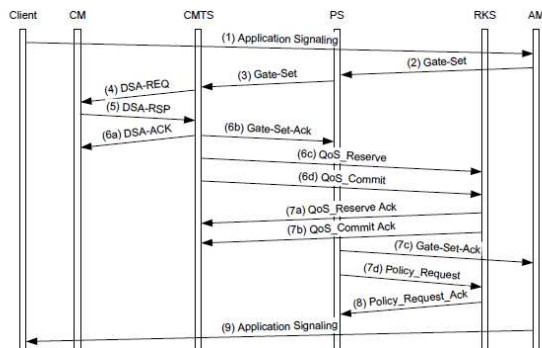 Client CM CMTS PS RKS AM
(1) Application Signaling
(2) Gate-Set
(3) Gate-Set
(4) DSA-REQ
(5) DSA-RSP
(6a) DSA-ACK
(6b) Gate-Set-Ack
(6c) QoS_Reserve
(6d) QoS_Commit
(7a) QoS_Reserve Ack
(7b) QoS_Commit Ack
(7c) Gate-Set-Ack
(7d) Policy_Request
(8) Policy_Request_Ack
(9) Application Signaling